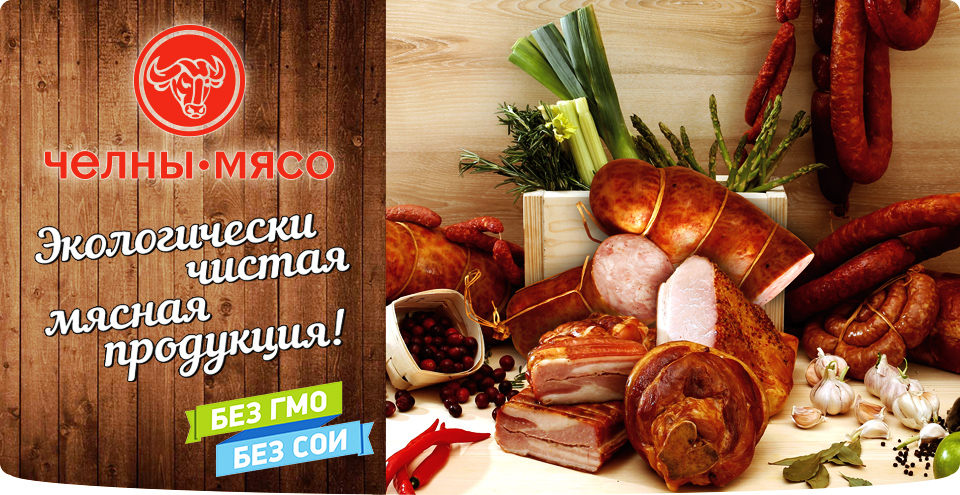 ЧЕЛНЫ•МЯСО
Экологически
чистая
мясная
продукция!
БЕЗ ГМО
БЕЗ СОИ